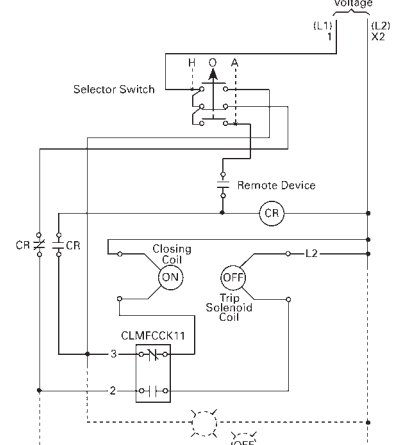 Voltage
(L1) (L2)
1 X2
H O A
Selector Switch
Remote Device
CR
CR CR
Closing
Coil
ON
OFF
L2
Trip
Solenoid
Coil
CLMFCCK11
3
2
OFF